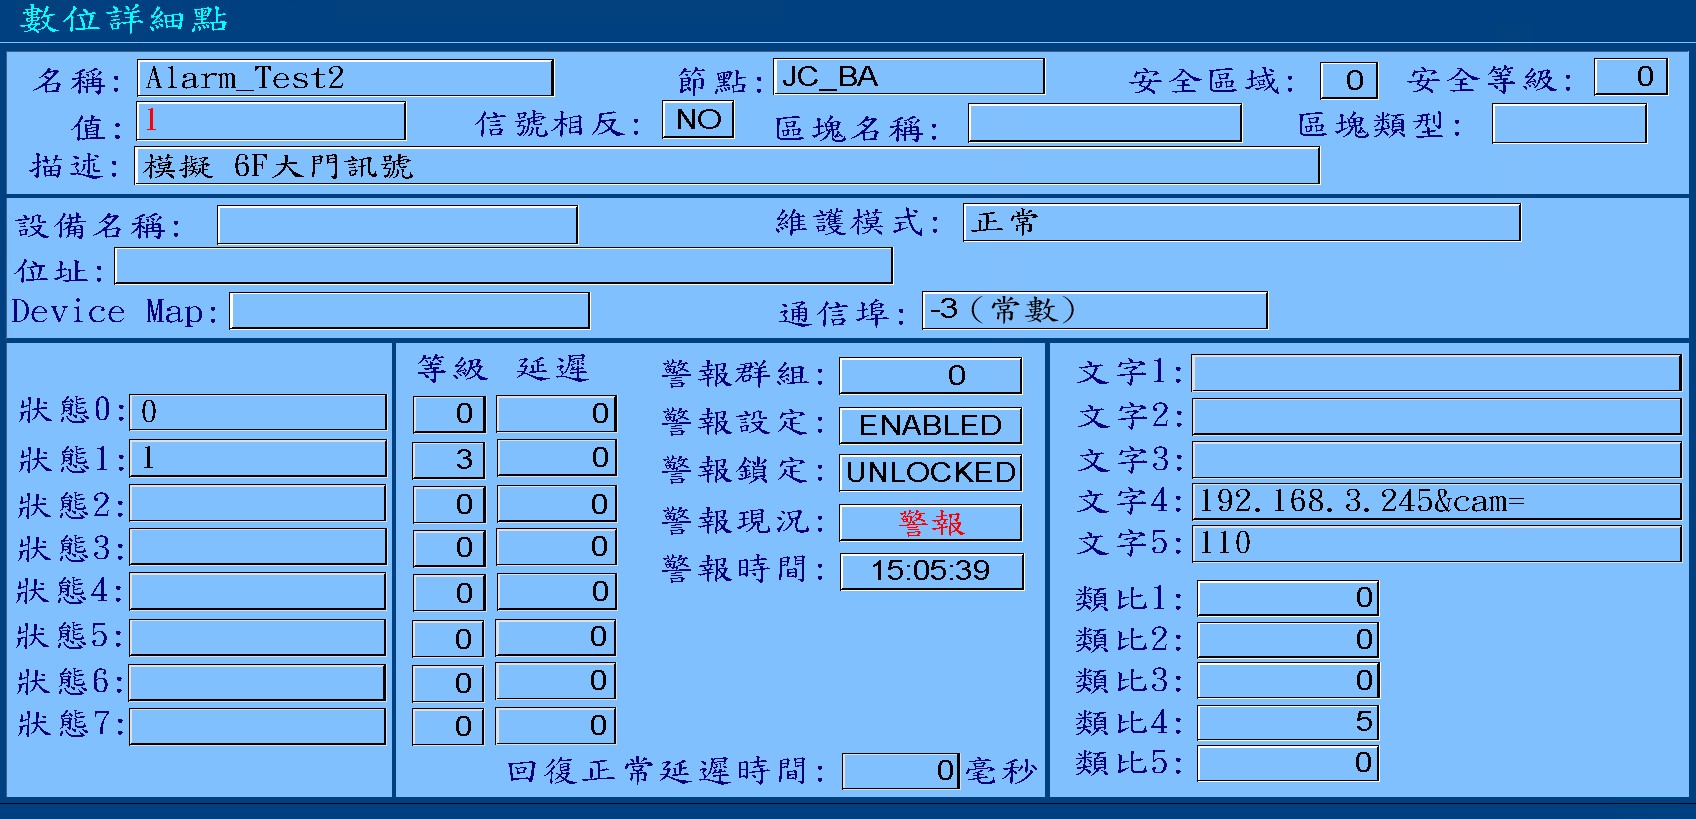 數位詳細點
名稱: Alarm_Test2 節點: JC_BA 安全區域: 0 安全等級: 0
值: 1 信號相反: NO 區塊名稱: 區塊類型:
描述: 模擬 6F大門訊號
設備名稱: 維護模式: 正常
位址:
Device Map: 通信埠: -3 (常數)
等級 延遲
狀態0: 0 0 0
狀態1: 1 3 0
狀態2: 0 0
狀態3: 0 0
狀態4: 0 0
狀態5: 0 0
狀態6: 0 0
狀態7: 0 0
警報群組: 0
警報設定: ENABLED
警報鎖定: UNLOCKED
警報現況: 警報
警報時間: 15:05:39
回復正常延遲時間: 0 毫秒
文字1:
文字2:
文字3:
文字4: 192.168.3.245&cam=
文字5: 110
類比1: 0
類比2: 0
類比3: 0
類比4: 5
類比5: 0